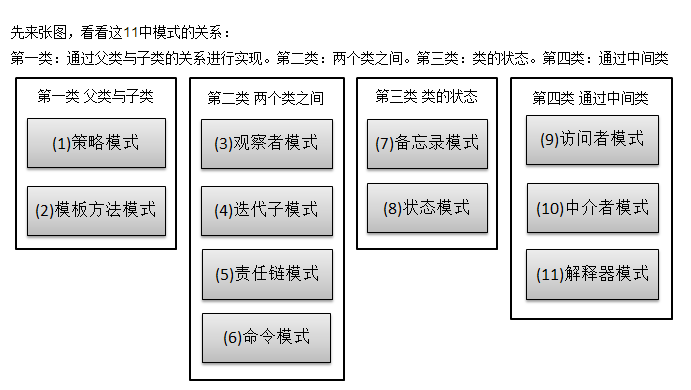 先来张图，看看这11中模式的关系：
第一类：通过父类与子类的关系进行实现。第二类：两个类之间。第三类：类的状态。第四类：通过中间类
第一类 父类与子类
(1)策略模式
(2)模板方法模式
第二类 两个类之间
(3)观察者模式
(4)迭代子模式
(5)责任链模式
(6)命令模式
第三类 类的状态
(7)备忘录模式
(8)状态模式
第四类 通过中间类
(9)访问者模式
(10)中介者模式
(11)解释器模式